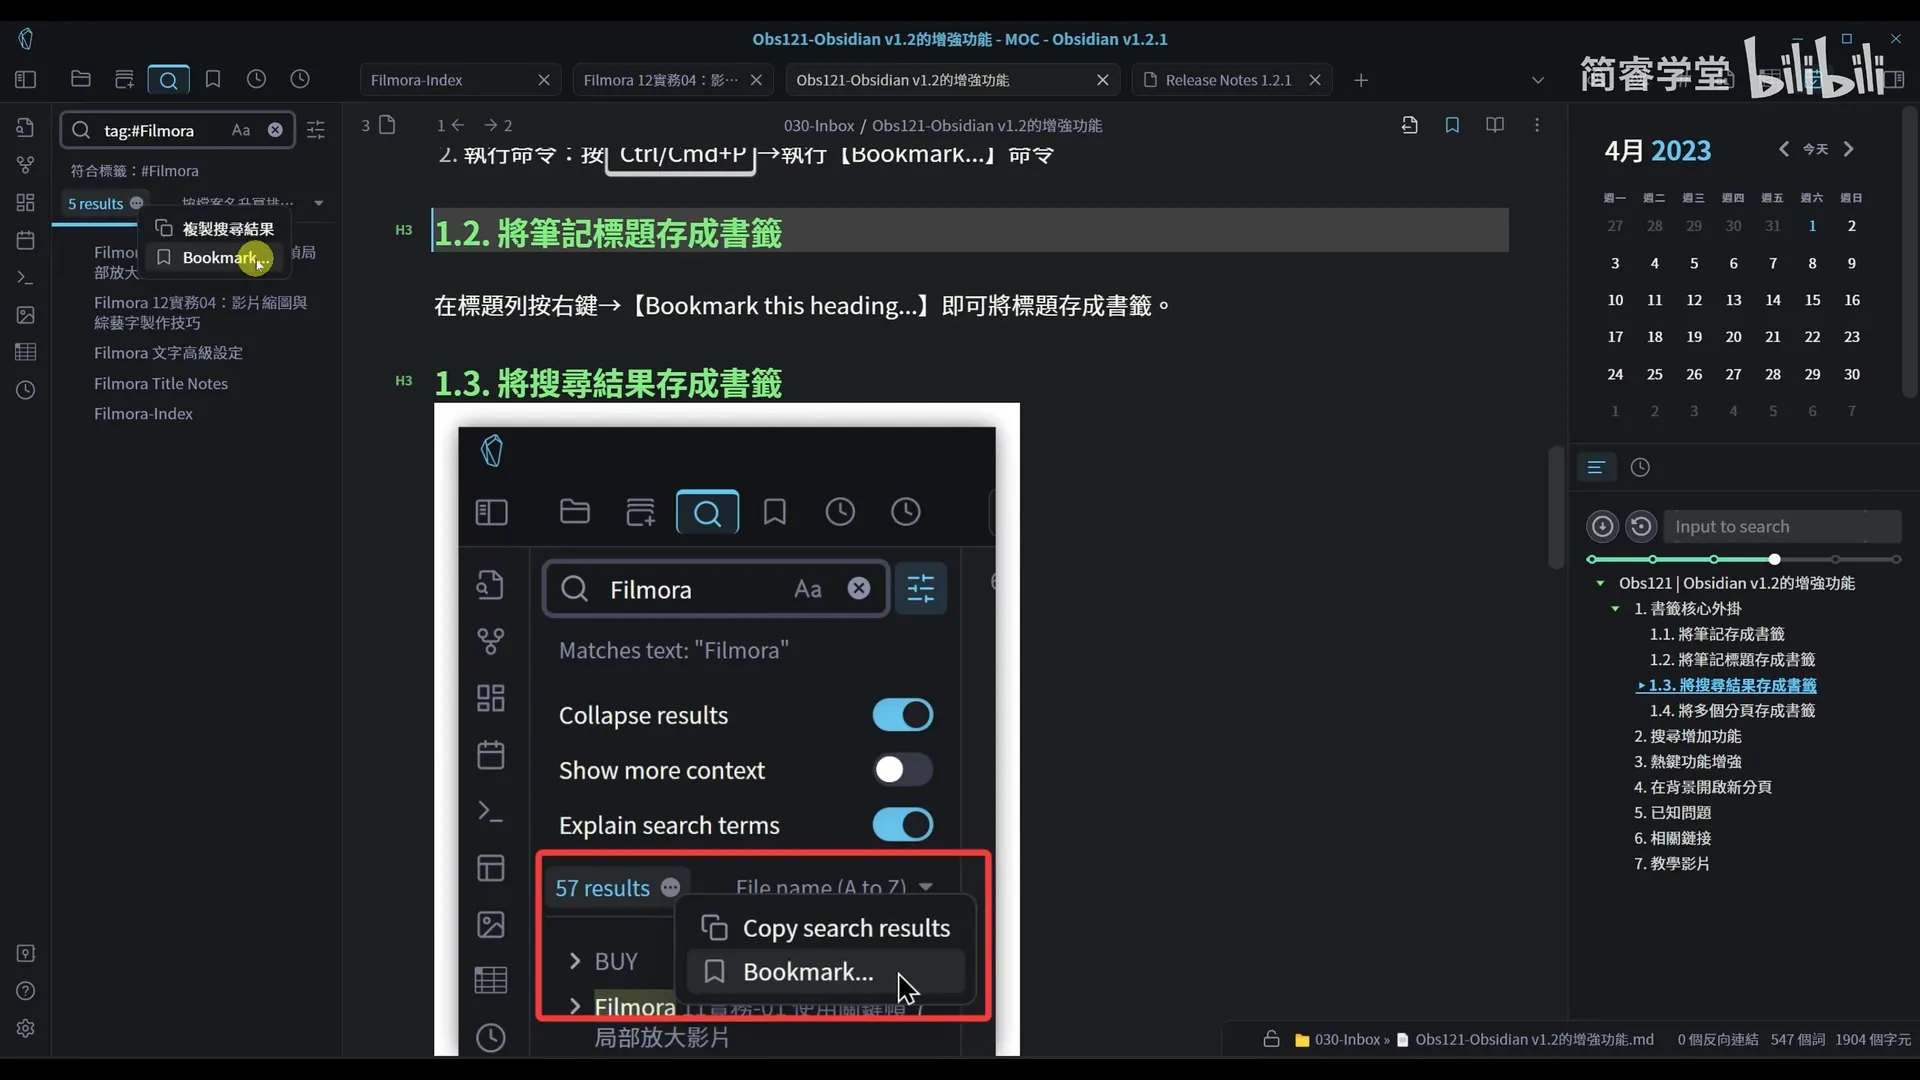 Obs121-Obsidian v1.2的增強功能 - MOC - Obsidian v1.2.1
Filmora-Index
Filmora 12實務04：影⋯
Obs121-Obsidian v1.2的增強功能
Release Notes 1.2.1
简睿学堂
bilibili
tag:#Filmora
Aa
符合標籤：#Filmora
5 results
複製搜尋結果
Bookmark...
Filmor
幀局
部放大
Filmora 12實務04：影片縮圖與
綜藝字製作技巧
Filmora 文字高級設定
Filmora Title Notes
Filmora-Index
3
1 ← → 2
030-Inbox / Obs121-Obsidian v1.2的增強功能
2. 執行命令：按 Ctrl/Cmd+P →執行【Bookmark...】命令
H3
1.2. 將筆記標題存成書籤
在標題列按右鍵→【Bookmark this heading...】即可將標題存成書籤。
H3
1.3. 將搜尋結果存成書籤
Filmora
Aa
Matches text: "Filmora"
Collapse results
Show more context
Explain search terms
57 results
File name (A to Z)
Copy search results
Bookmark...
BUY
Filmora 11實務-01 使用關鍵幀
局部放大影片
4月 2023
今天
週一 週二 週三 週四 週五 週六 週日
27 28 29 30 31 1 2
3 4 5 6 7 8 9
10 11 12 13 14 15 16
17 18 19 20 21 22 23
24 25 26 27 28 29 30
1 2 3 4 5 6 7
Input to search
Obs121 | Obsidian v1.2的增強功能
1. 書籤核心外掛
1.1. 將筆記存成書籤
1.2. 將筆記標題存成書籤
1.3. 將搜尋結果存成書籤
1.4. 將多個分頁存成書籤
2. 搜尋增加功能
3. 熱鍵功能增強
4. 在背景開啟新分頁
5. 已知問題
6. 相關鏈接
7. 教學影片
030-Inbox » Obs121-Obsidian v1.2的增強功能.md
0 個反向連結
547 個詞
1904 個字元